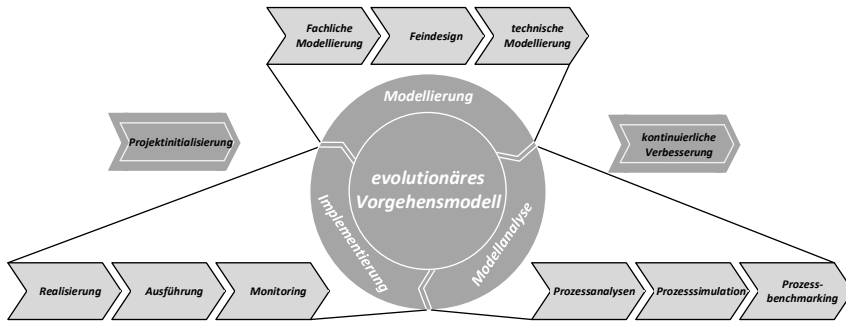 Fachliche
Modellierung
Feindesign
technische
Modellierung
Modellierung
Projektinitialisierung
kontinuierliche
Verbesserung
evolutionäres
Vorgehensmodell
Implementierung
Modellanalyse
Realisierung
Ausführung
Monitoring
Prozessanalysen
Prozesssimulation
Prozess-
benchmarking